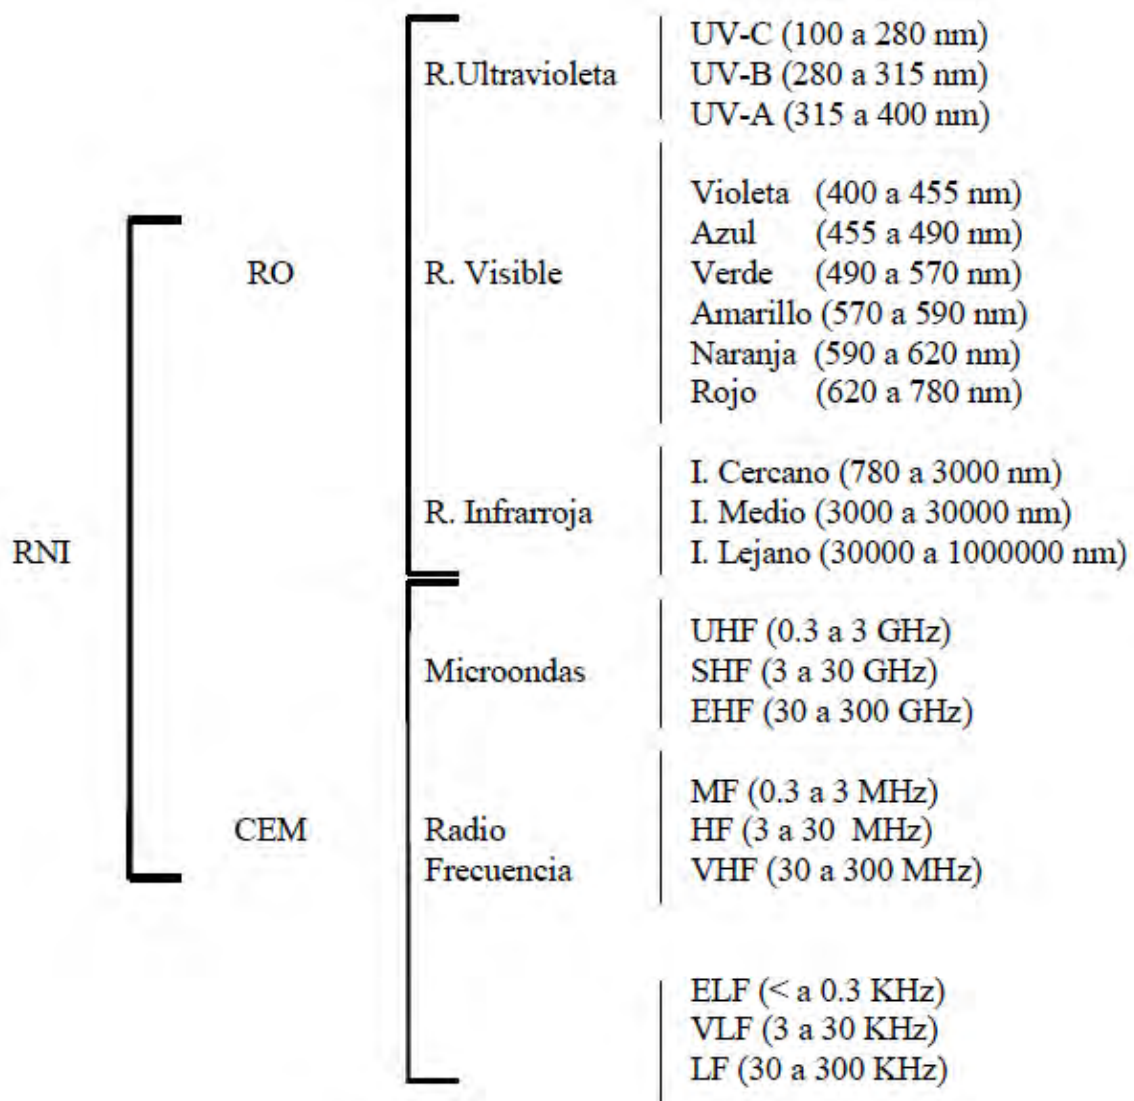 UV-C (100 a 280 nm)
R.Ultravioleta UV-B (280 a 315 nm)
UV-A (315 a 400 nm)
Violeta (400 a 455 nm)
Azul (455 a 490 nm)
RO R. Visible Verde (490 a 570 nm)
Amarillo (570 a 590 nm)
Naranja (590 a 620 nm)
Rojo (620 a 780 nm)
I. Cercano (780 a 3000 nm)
R. Infrarroja I. Medio (3000 a 30000 nm)
RNI I. Lejano (30000 a 1000000 nm)
UHF (0.3 a 3 GHz)
Microondas SHF (3 a 30 GHz)
EHF (30 a 300 GHz)
MF (0.3 a 3 MHz)
CEM Radio HF (3 a 30 MHz)
Frecuencia VHF (30 a 300 MHz)
ELF (< a 0.3 KHz)
VLF (3 a 30 KHz)
LF (30 a 300 KHz)